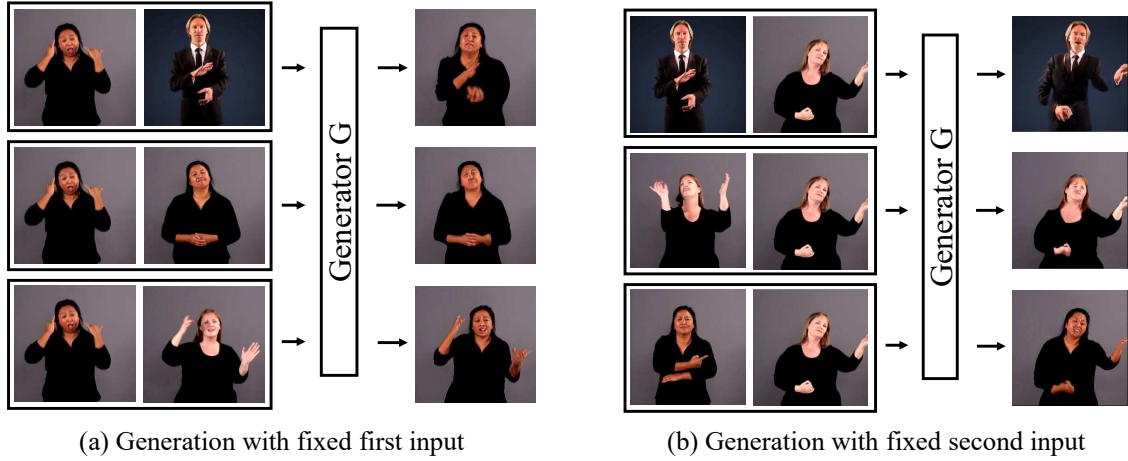 Generator G
Generator G
(a) Generation with fixed first input
(b) Generation with fixed second input